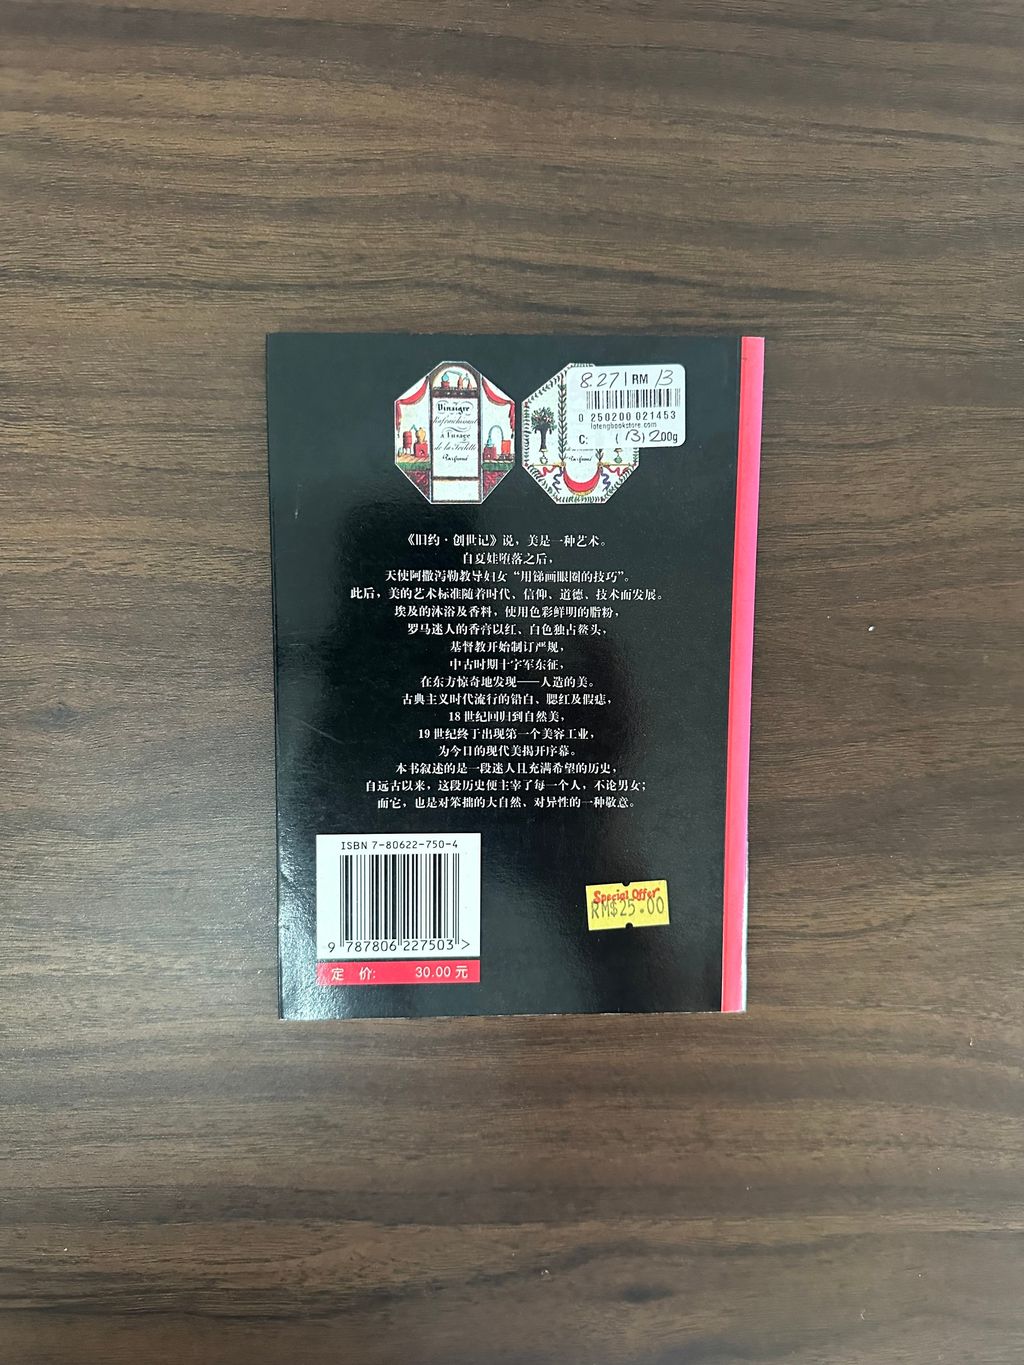 Vinaigre
Rafraichissant
à l'usage
de la Toilette
Parfumé
8.271 RM 13
0 250200 021453
lotengbookstore.com
C: (13) 200g
《旧约·创世记》说，美是一种艺术。
自夏娃堕落之后，
天使阿撒泻勒教导妇女“用锑画眼圈的技巧”。
此后，美的艺术标准随着时代、信仰、道德、技术而发展。
埃及的沐浴及香料，使用色彩鲜明的脂粉，
罗马迷人的香膏以红、白色独占鳌头，
基督教开始制订严规，
中古时期十字军东征，
在东方惊奇地发现——人造的美。
古典主义时代流行的铅白、腮红及假痣，
18 世纪回归到自然美，
19 世纪终于出现第一个美容工业，
为今日的现代美揭开序幕。
本书叙述的是一段迷人且充满希望的历史，
自远古以来，这段历史便主宰了每一个人，不论男女；
而它，也是对笨拙的大自然、对异性的一种敬意。
ISBN 7-80622-750-4
9 787806 227503 >
定 价: 30.00 元
Special Offer
RM$25.00